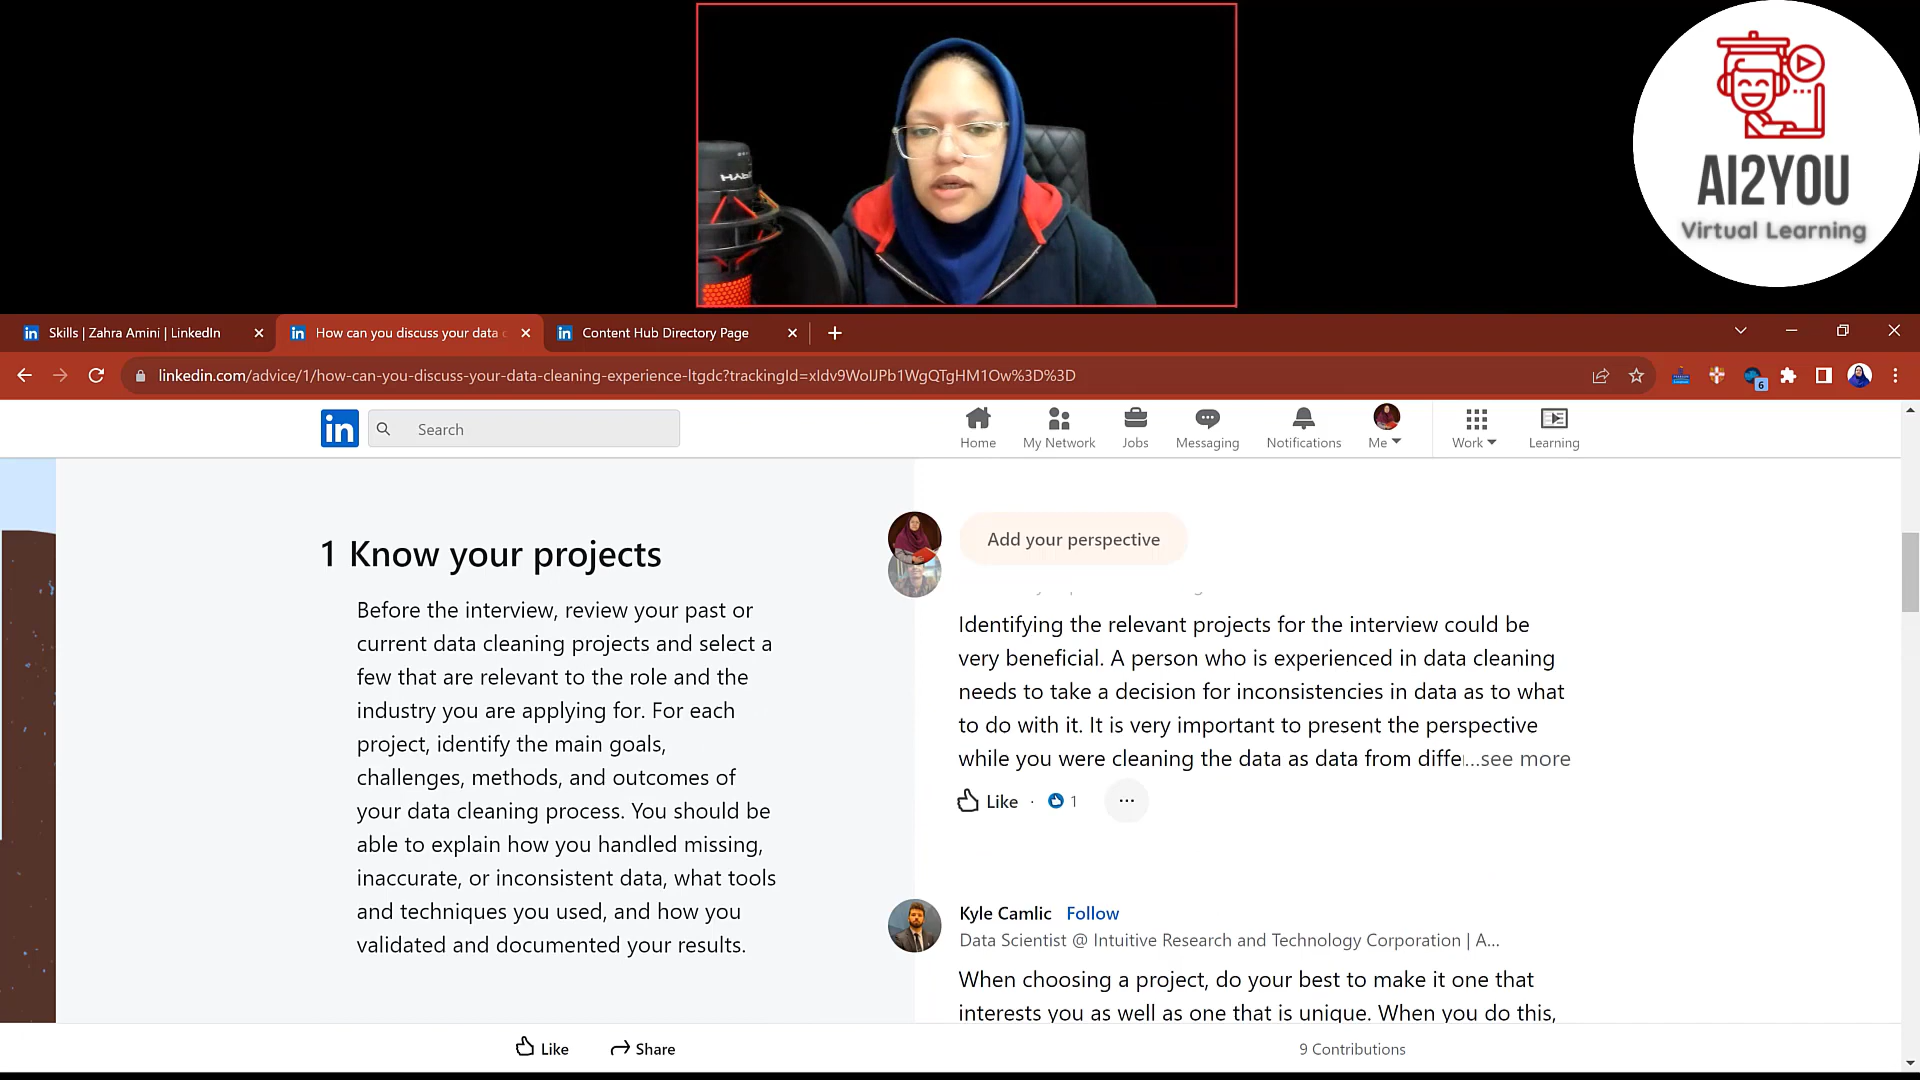 HYP
AI2YOU
Virtual Learning
Skills | Zahra Amini | LinkedIn
How can you discuss your data c
Content Hub Directory Page
linkedin.com/advice/1/how-can-you-discuss-your-data-cleaning-experience-ltgdc?trackingId=xIdv9WoIJPb1WgQTgHM1Ow%3D%3D
6
in
Search
Home
My Network
Jobs
Messaging
Notifications
Me
Work
Learning
1 Know your projects
Before the interview, review your past or
current data cleaning projects and select a
few that are relevant to the role and the
industry you are applying for. For each
project, identify the main goals,
challenges, methods, and outcomes of
your data cleaning process. You should be
able to explain how you handled missing,
inaccurate, or inconsistent data, what tools
and techniques you used, and how you
validated and documented your results.
Add your perspective
Identifying the relevant projects for the interview could be
very beneficial. A person who is experienced in data cleaning
needs to take a decision for inconsistencies in data as to what
to do with it. It is very important to present the perspective
while you were cleaning the data as data from diffe...see more
Like · 1
Kyle Camlic Follow
Data Scientist @ Intuitive Research and Technology Corporation | A...
When choosing a project, do your best to make it one that
interests you as well as one that is unique. When you do this,
Like
Share
9 Contributions